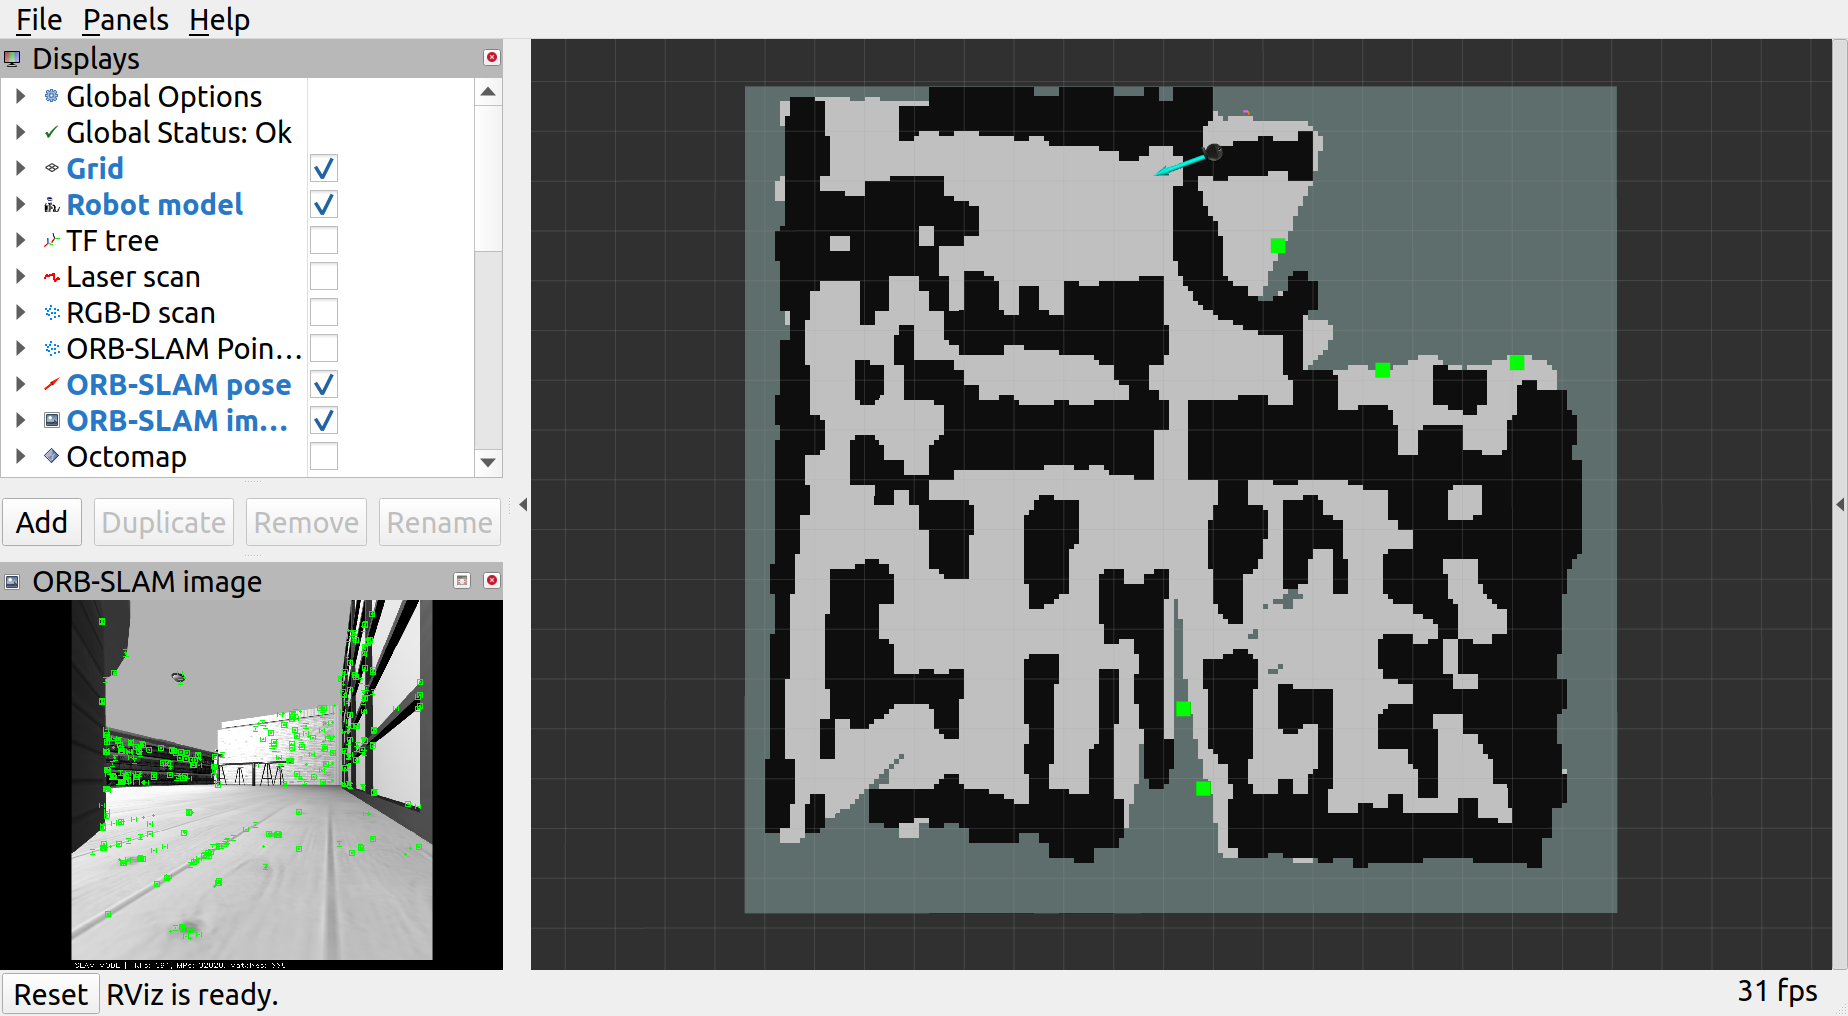 File Panels Help
Displays
Global Options
Global Status: Ok
Grid
Robot model
TF tree
Laser scan
RGB-D scan
ORB-SLAM Poin...
ORB-SLAM pose
ORB-SLAM im...
Octomap
Add Duplicate Remove Rename
ORB-SLAM image
SLAM MODE |
Reset RViz is ready.
31 fps